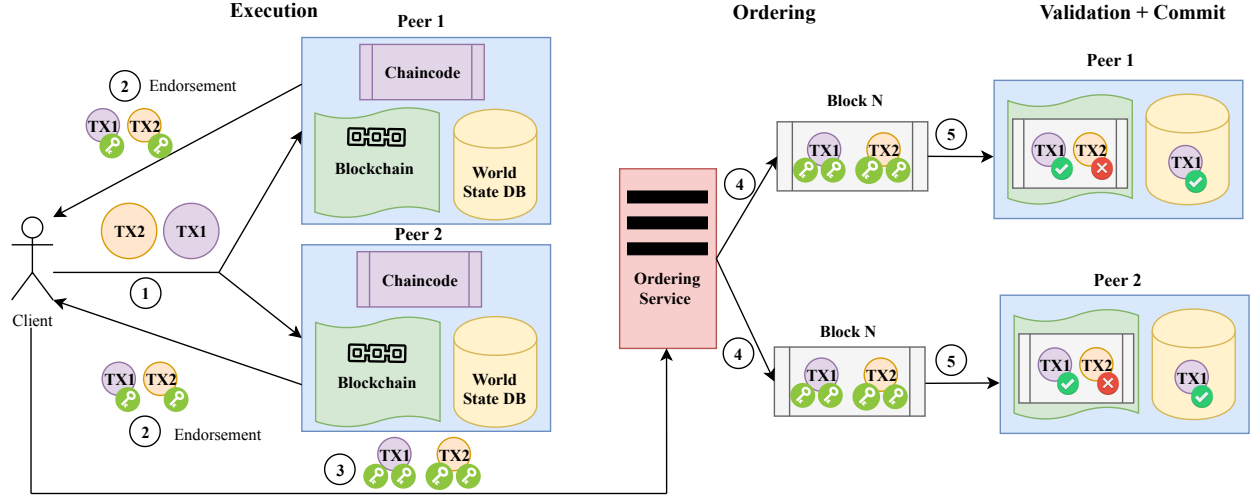 Execution
Ordering
Validation + Commit
Peer 1
Chaincode
Blockchain
World
State DB
2
Endorsement
TX1
TX2
TX2
TX1
1
Client
Peer 2
Chaincode
Blockchain
World
State DB
TX1
TX2
2
Endorsement
3
TX1
TX2
Ordering
Service
4
4
Block N
TX1
TX2
5
Block N
TX1
TX2
5
Peer 1
TX1
TX2
TX1
Peer 2
TX1
TX2
TX1